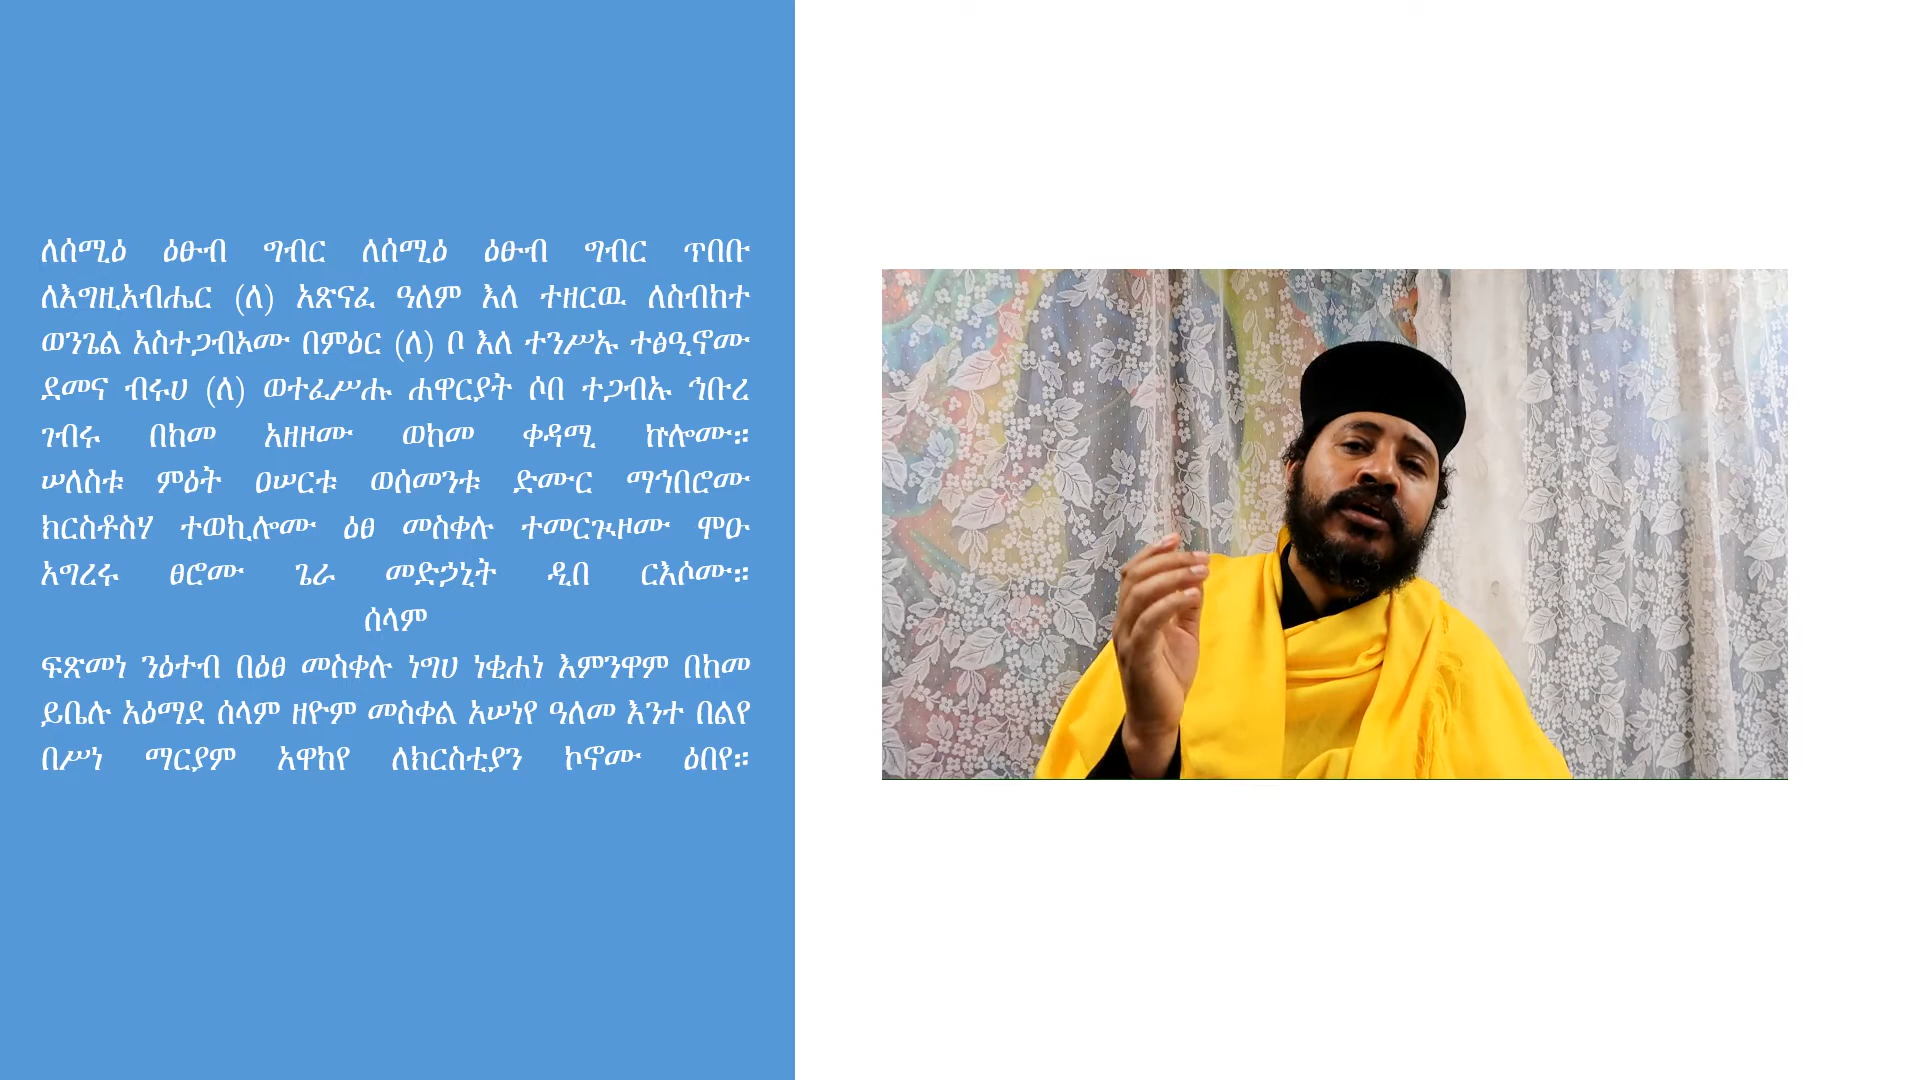 ለሰሚዕ ዕፁብ ግብር ለሰሚዕ ዕፁብ ግብር ጥበቡ
ለእግዚአብሔር (ለ) አጽናፈ ዓለም እለ ተዘርዉ ለስብከተ
ወንጌል አስተጋብአሙ በምዕር (ለ) ቦ እለ ተንሥኡ ተፅዒኖሙ
ደመና ብሩሀ (ለ) ወተፈሥሑ ሐዋርያት ሶበ ተጋብኡ ኅቡረ
ገብሩ በከመ አዘዞሙ ወከመ ቀዳሚ ኵሎሙ።
ሠለስቱ ምዕት ዐሠርቱ ወሰመንቱ ድሙር ማኅበሮሙ
ክርስቶስሃ ተወኪሎሙ ዕፀ መስቀሉ ተመርጒዞሙ ሞዑ
አግረሩ ፀሮሙ ጌራ መድኃኒት ዲበ ርእሶሙ።
ሰላም
ፍጽመነ ንዕተብ በዕፀ መስቀሉ ነግሀ ነቂሐነ እምንዋም በከመ
ይቤሉ አዕማደ ሰላም ዘዮም መስቀል አሠነየ ዓለመ እንተ በልየ
በሥነ ማርያም አዋከየ ለክርስቲያን ኮኖሙ ዕበየ።